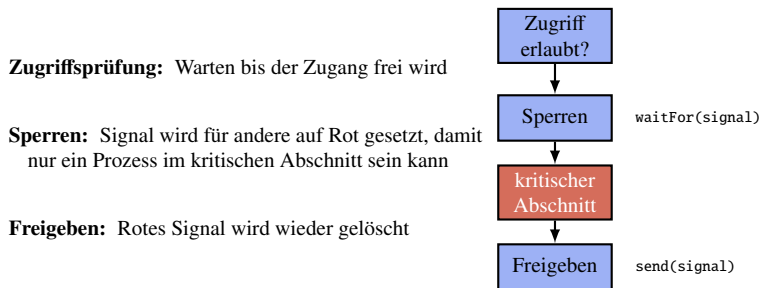 Zugriffsprüfung: Warten bis der Zugang frei wird
Sperren: Signal wird für andere auf Rot gesetzt, damit
nur ein Prozess im kritischen Abschnitt sein kann
Freigeben: Rotes Signal wird wieder gelöscht
Zugriff
erlaubt?
Sperren
waitFor(signal)
kritischer
Abschnitt
Freigeben
send(signal)